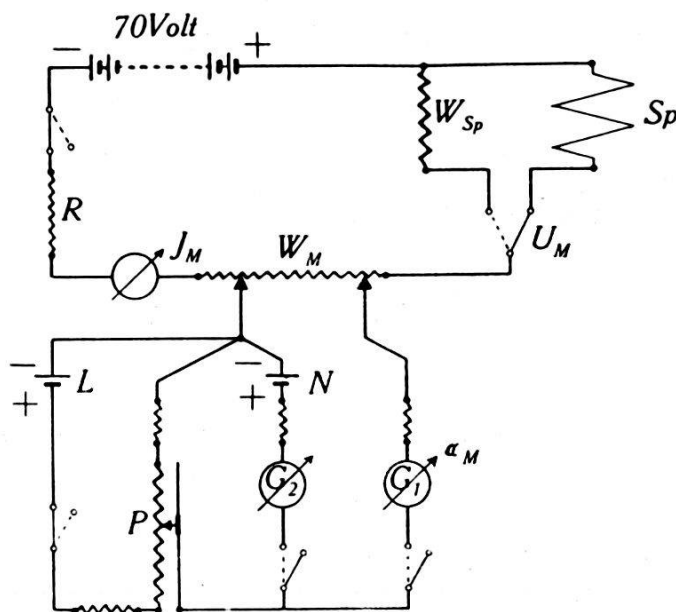 − 70Volt +
W_Sp
Sp
R
J_M
W_M
U_M
− L − N
+ +
α_M
G_2
G_1
P